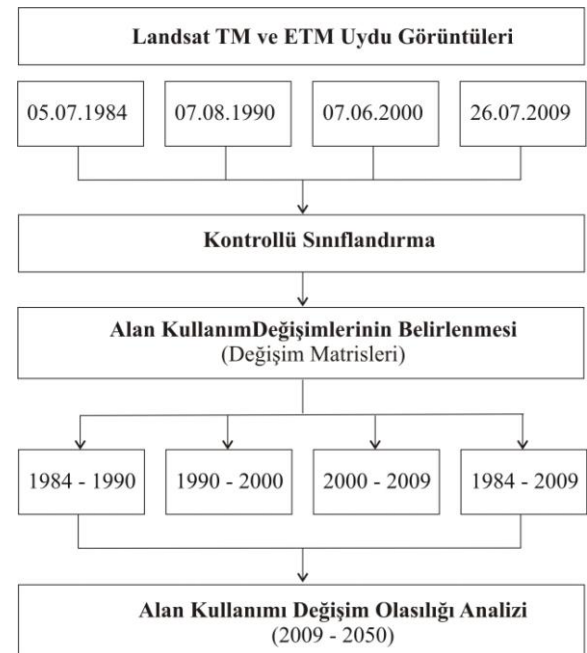 Landsat TM ve ETM Uydu Görüntüleri
05.07.1984
07.08.1990
07.06.2000
26.07.2009
Kontrollü Sınıflandırma
Alan KullanımDeğişimlerinin Belirlenmesi
(Değişim Matrisleri)
1984 - 1990
1990 - 2000
2000 - 2009
1984 - 2009
Alan Kullanımı Değişim Olasılığı Analizi
(2009 - 2050)